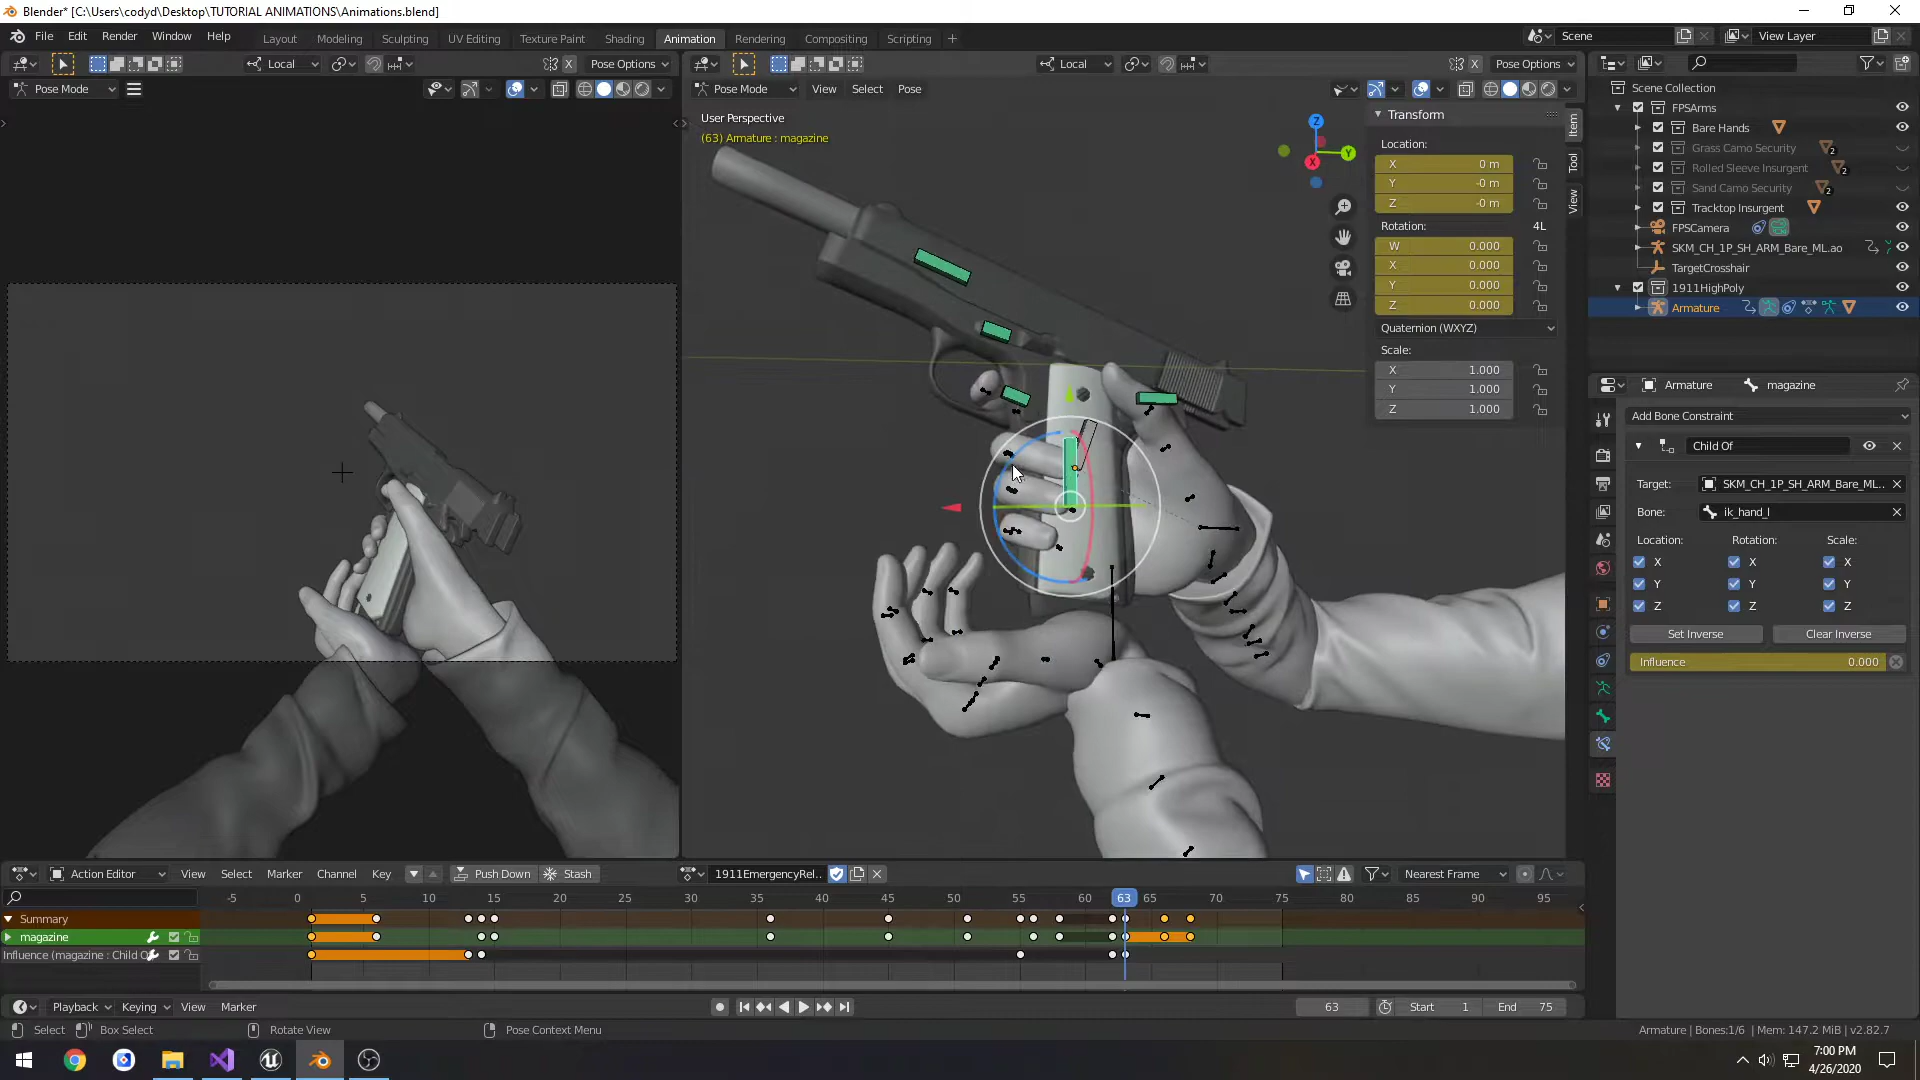 Blender* [C:\Users\codyd\Desktop\TUTORIAL ANIMATIONS\Animations.blend]
File Edit Render Window Help
Layout Modeling Sculpting UV Editing Texture Paint Shading Animation Rendering Compositing Scripting +
Scene View Layer
Local Pose Options
Local Pose Options
Pose Mode
Pose Mode View Select Pose
User Perspective
(63) Armature : magazine
Z Y X
Transform
Location:
X 0 m
Y -0 m
Z -0 m
Rotation: 4L
W 0.000
X 0.000
Y 0.000
Z 0.000
Quaternion (WXYZ)
Scale:
X 1.000
Y 1.000
Z 1.000
Item
Tool
View
Scene Collection
FPSArms
Bare Hands
Grass Camo Security 2
Rolled Sleeve Insurgent 2
Sand Camo Security 2
Tracktop Insurgent
FPSCamera
SKM_CH_1P_SH_ARM_Bare_ML.ao
TargetCrosshair
1911HighPoly
Armature
Armature magazine
Add Bone Constraint
Child Of
Target: SKM_CH_1P_SH_ARM_Bare_ML..
Bone: ik_hand_l
Location: Rotation: Scale:
X X X
Y Y Y
Z Z Z
Set Inverse Clear Inverse
Influence 0.000
Action Editor View Select Marker Channel Key Push Down Stash 1911EmergencyRel.. Nearest Frame
-5 0 5 10 15 20 25 30 35 40 45 50 55 60 63 65 70 75 80 85 90 95
Summary
magazine
Influence (magazine : Child O
Playback Keying View Marker 63 Start 1 End 75
Select Box Select Rotate View Pose Context Menu Armature | Bones:1/6 | Mem: 147.2 MiB | v2.82.7
7:00 PM
4/26/2020